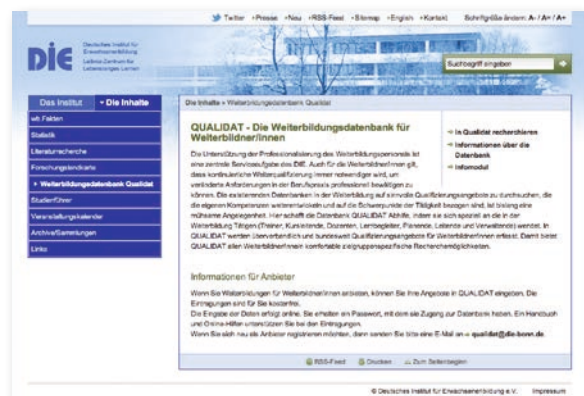 Twitter • Presse • Neu • RSS-Feed • Sitemap • English • Kontakt Schriftgröße ändern: A- / A= / A+
DIE
Deutsches Institut für
Erwachsenenbildung
Leibniz-Zentrum für
Lebenslanges Lernen
Suchbegriff eingeben
Das Institut • Die Inhalte
wb Fakten
Statistik
Literaturrecherche
Forschungslandkarte
Weiterbildungsdatenbank Qualidat
Studienführer
Veranstaltungskalender
Archive/Sammlungen
Links
Die Inhalte » Weiterbildungsdatenbank Qualidat
QUALIDAT - Die Weiterbildungsdatenbank für
Weiterbildner/innen
Die Unterstützung der Professionalisierung des Weiterbildungspersonals ist
eine zentrale Serviceaufgabe des DIE. Auch für die WeiterbildnerInnen gilt,
dass kontinuierliche Weiterqualifizierung immer notwendiger wird, um
veränderte Anforderungen in der Berufspraxis professionell bewältigen zu
können. Die existierenden Datenbanken in der Weiterbildung auf sinnvolle Qualifizierungsangebote zu durchsuchen, die
die eigenen Kompetenzen weiterentwickeln und auf die Schwerpunkte der Tätigkeit bezogen sind, ist bislang eine
mühsame Angelegenheit. Hier schafft die Datenbank QUALIDAT Abhilfe, indem sie sich speziell an die in der
Weiterbildung Tätigen (Trainer, Kursleitende, Dozenten, Lernbegleiter, Planende, Leitende und Verwaltende) wendet. In
QUALIDAT werden überverbandlich und bundesweit Qualifizierungsangebote für WeiterbildnerInnen erfasst. Damit bietet
QUALIDAT allen WeiterbildnerInnen komfortable zielgruppenspezifische Recherchemöglichkeiten.
In Qualidat recherchieren
Informationen über die
Datenbank
Infomodul
Informationen für Anbieter
Wenn Sie Weiterbildungen für WeiterbildnerInnen anbieten, können Sie Ihre Angebote in QUALIDAT eingeben. Die
Eintragungen sind für Sie kostenfrei.
Die Eingabe der Daten erfolgt online. Sie erhalten ein Passwort, mit dem sie Zugang zur Datenbank haben. Ein Handbuch
und Online-Hilfen unterstützen Sie bei den Eintragungen.
Wenn Sie sich neu als Anbieter registrieren möchten, dann senden Sie bitte eine E-Mail an qualidat@die-bonn.de.
RSS-Feed Drucken Zum Seitenbeginn
© Deutsches Institut für Erwachsenenbildung e.V. Impressum